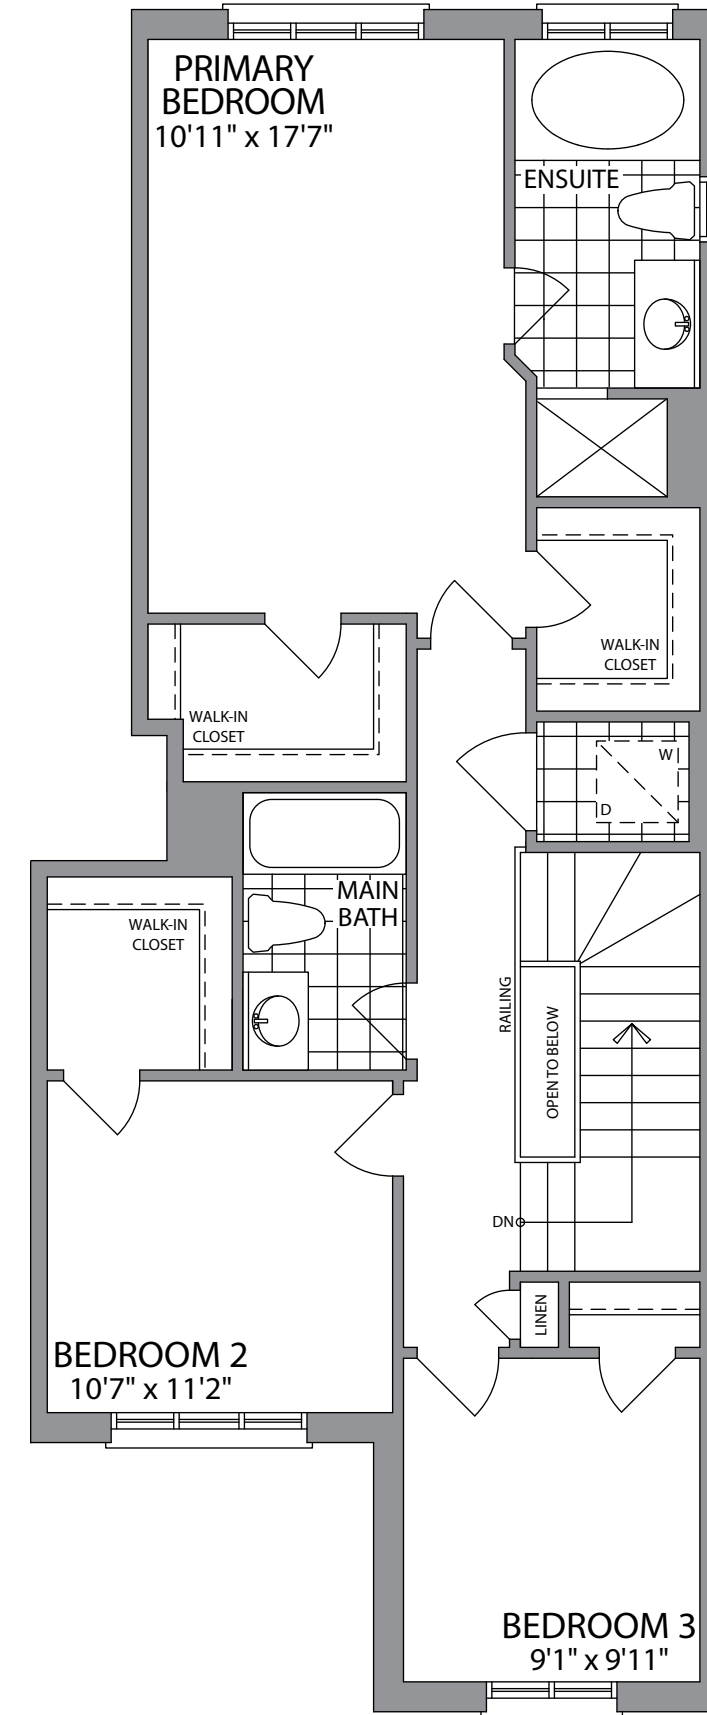 PRIMARY
BEDROOM
10'11" x 17'7"
ENSUITE
WALK-IN
CLOSET
WALK-IN
CLOSET
W
D
MAIN
BATH
WALK-IN
CLOSET
RAILING
OPEN TO BELOW
DN
LINEN
BEDROOM 2
10'7" x 11'2"
BEDROOM 3
9'1" x 9'11"